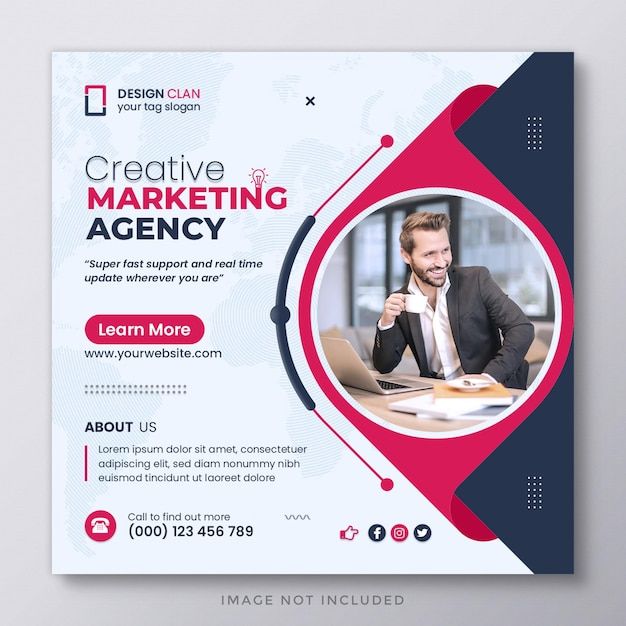 DESIGN CLAN
your tag slogan
Creative
MARKETING
AGENCY
“Super fast support and real time
update wherever you are”
Learn More
www.yourwebsite.com
ABOUT US
Lorem ipsum dolor sit amet, consectetuer
adipiscing elit, sed diam nonummy nibh
euismod tincidunt ut laoreet dolore
Call to find out more
(000) 123 456 789
IMAGE NOT INCLUDED